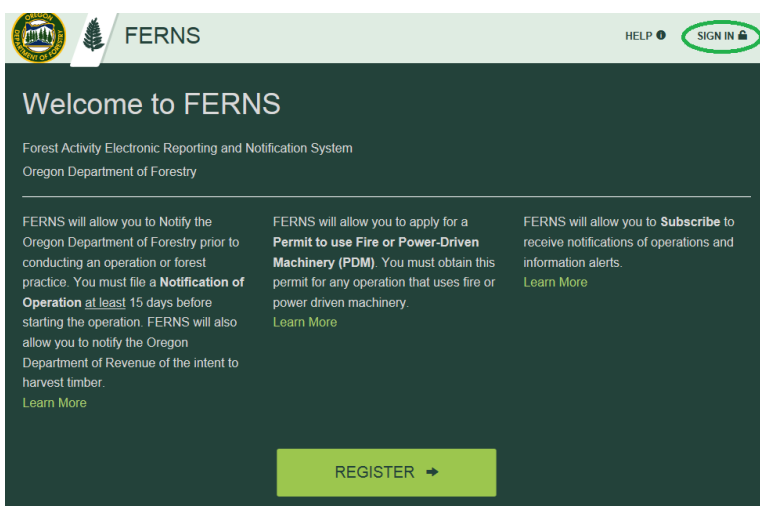 OREGON
DEPARTMENT OF FORESTRY
FERNS
HELP
SIGN IN
Welcome to FERNS
Forest Activity Electronic Reporting and Notification System
Oregon Department of Forestry
FERNS will allow you to Notify the
Oregon Department of Forestry prior to
conducting an operation or forest
practice. You must file a Notification of
Operation at least 15 days before
starting the operation. FERNS will also
allow you to notify the Oregon
Department of Revenue of the intent to
harvest timber.
Learn More
FERNS will allow you to apply for a
Permit to use Fire or Power-Driven
Machinery (PDM). You must obtain this
permit for any operation that uses fire or
power driven machinery.
Learn More
FERNS will allow you to Subscribe to
receive notifications of operations and
information alerts.
Learn More
REGISTER